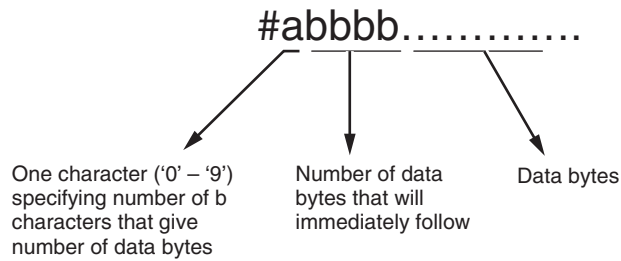 #abbbb.............
One character (‘0’ – ‘9’)
specifying number of b
characters that give
number of data bytes
Number of data
bytes that will
immediately follow
Data bytes